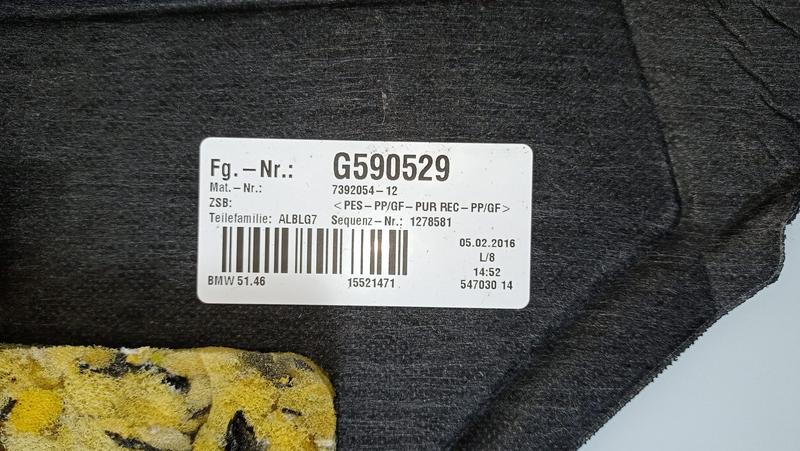 Fg.-Nr.: G590529
Mat.-Nr.: 7392054-12
ZSB: <PES-PP/GF-PUR REC-PP/GF>
Teilefamilie: ALBLG7 Sequenz-Nr.: 1278581
05.02.2016
L/8
14:52
BMW 51.46 15521471 547030 14